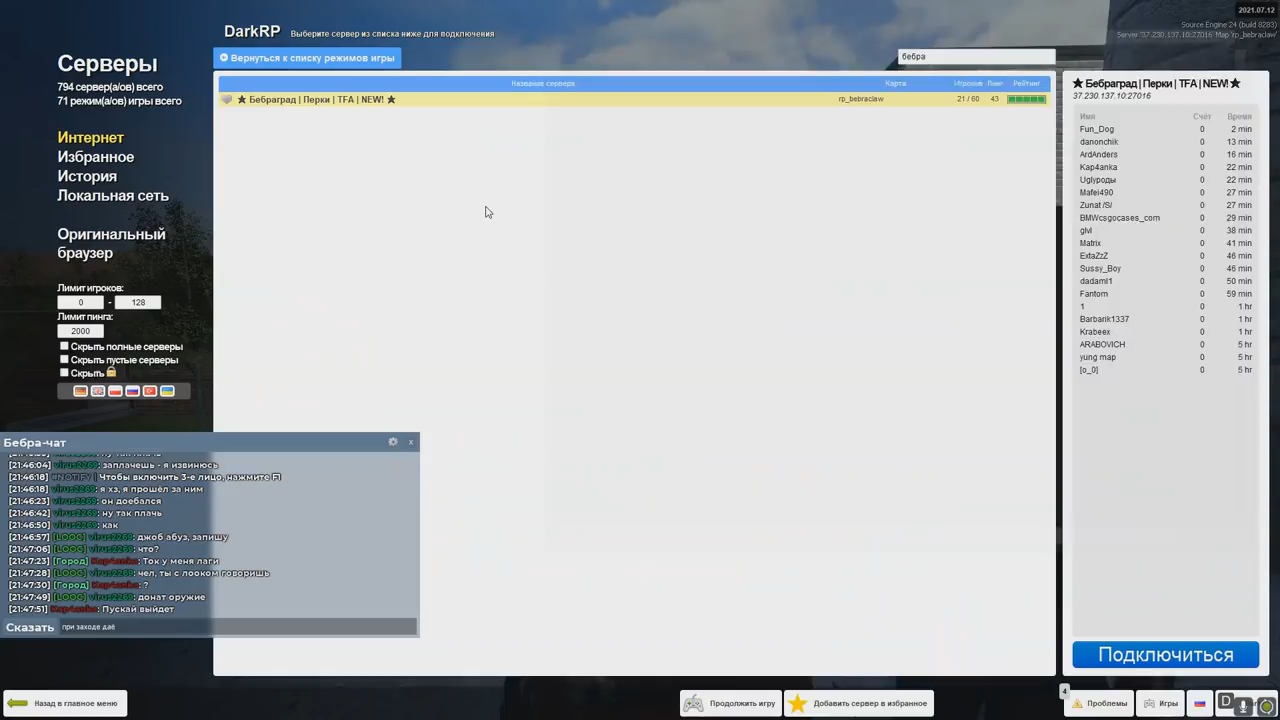 2021.07.12
Source Engine 24 (build 8283)
Server '37.230.137.10:27016' Map 'rp_bebraclaw'
DarkRP Выберите сервер из списка ниже для подключения
Серверы
794 сервер(а/ов) всего
71 режим(а/ов) игры всего
Интернет
Избранное
История
Локальная сеть
Оригинальный
браузер
Лимит игроков:
0 - 128
Лимит пинга:
2000
Скрыть полные серверы
Скрыть пустые серверы
Скрыть
Вернуться к списку режимов игры
бебра
Название сервера Карта Игроки Пинг Рейтинг
★ Бебраград | Перки | TFA | NEW! ★ rp_bebraclaw 21 / 60 43
★ Бебраград | Перки | TFA | NEW! ★
37.230.137.10:27016
Имя Счёт Время
Fun_Dog 0 2 min
danonchik 0 13 min
ArdAnders 0 16 min
Kap4anka 0 22 min
Uglyроды 0 22 min
Mafei490 0 27 min
Zunat /S/ 0 27 min
BMWcsgocases_com 0 29 min
glvl 0 38 min
Matrix 0 41 min
ExtaZzZ 0 46 min
Sussy_Boy 0 46 min
dadaml1 0 50 min
Fantom 0 59 min
1 0 1 hr
Barbarik1337 0 1 hr
Krabeex 0 1 hr
ARABOVICH 0 5 hr
yung map 0 5 hr
[o_0] 0 5 hr
Подключиться
Бебра-чат x
[21:46:04] virus2269: заплачешь - я извинюсь
[21:46:18] #NOTIFY | Чтобы включить 3-е лицо, нажмите F1
[21:46:18] virus2269: я хз, я прошёл за ним
[21:46:23] virus2269: он доебался
[21:46:42] virus2269: ну так плачь
[21:46:50] virus2269: как
[21:46:57] [LOOC] virus2269: джоб абуз, запишу
[21:47:06] [LOOC] virus2269: что?
[21:47:23] [Город] Kap4anka: Ток у меня лаги
[21:47:28] [LOOC] virus2269: чел, ты с лооком говоришь
[21:47:30] [Город] Kap4anka: ?
[21:47:49] [LOOC] virus2269: донат оружие
[21:47:51] Kap4anka: Пускай выйдет
Сказать при заходе даё
Назад в главное меню
Продолжить игру
Добавить сервер в избранное
4
Проблемы
Игры
D